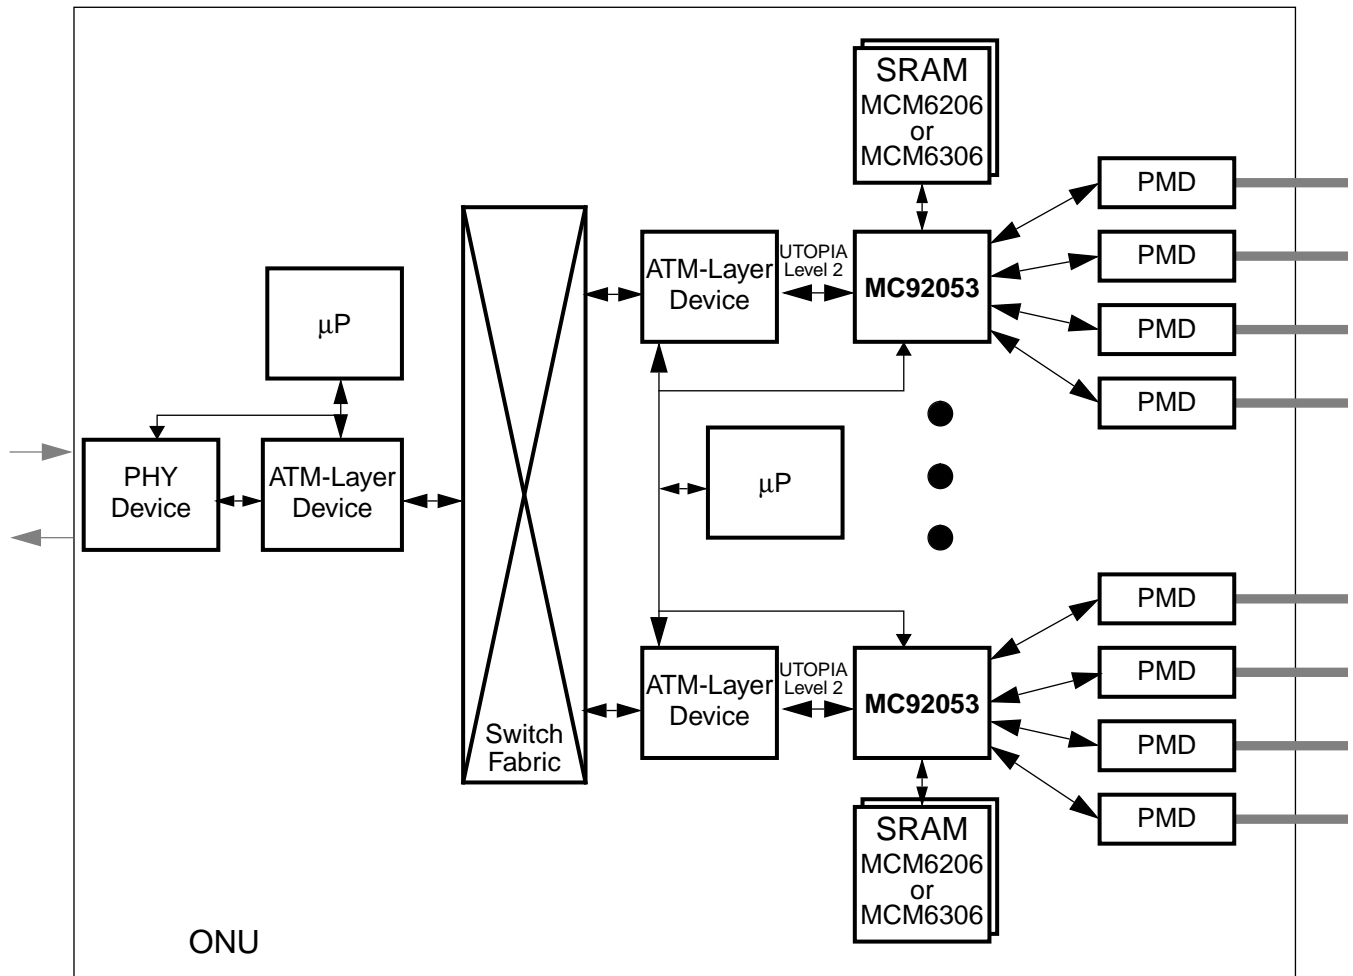 SRAM
MCM6206
or
MCM6306
PMD
PMD
PMD
PMD
UTOPIA
Level 2
ATM-Layer
Device
MC92053
μP
PHY
Device
ATM-Layer
Device
μP
PMD
PMD
PMD
PMD
UTOPIA
Level 2
ATM-Layer
Device
MC92053
Switch
Fabric
SRAM
MCM6206
or
MCM6306
ONU